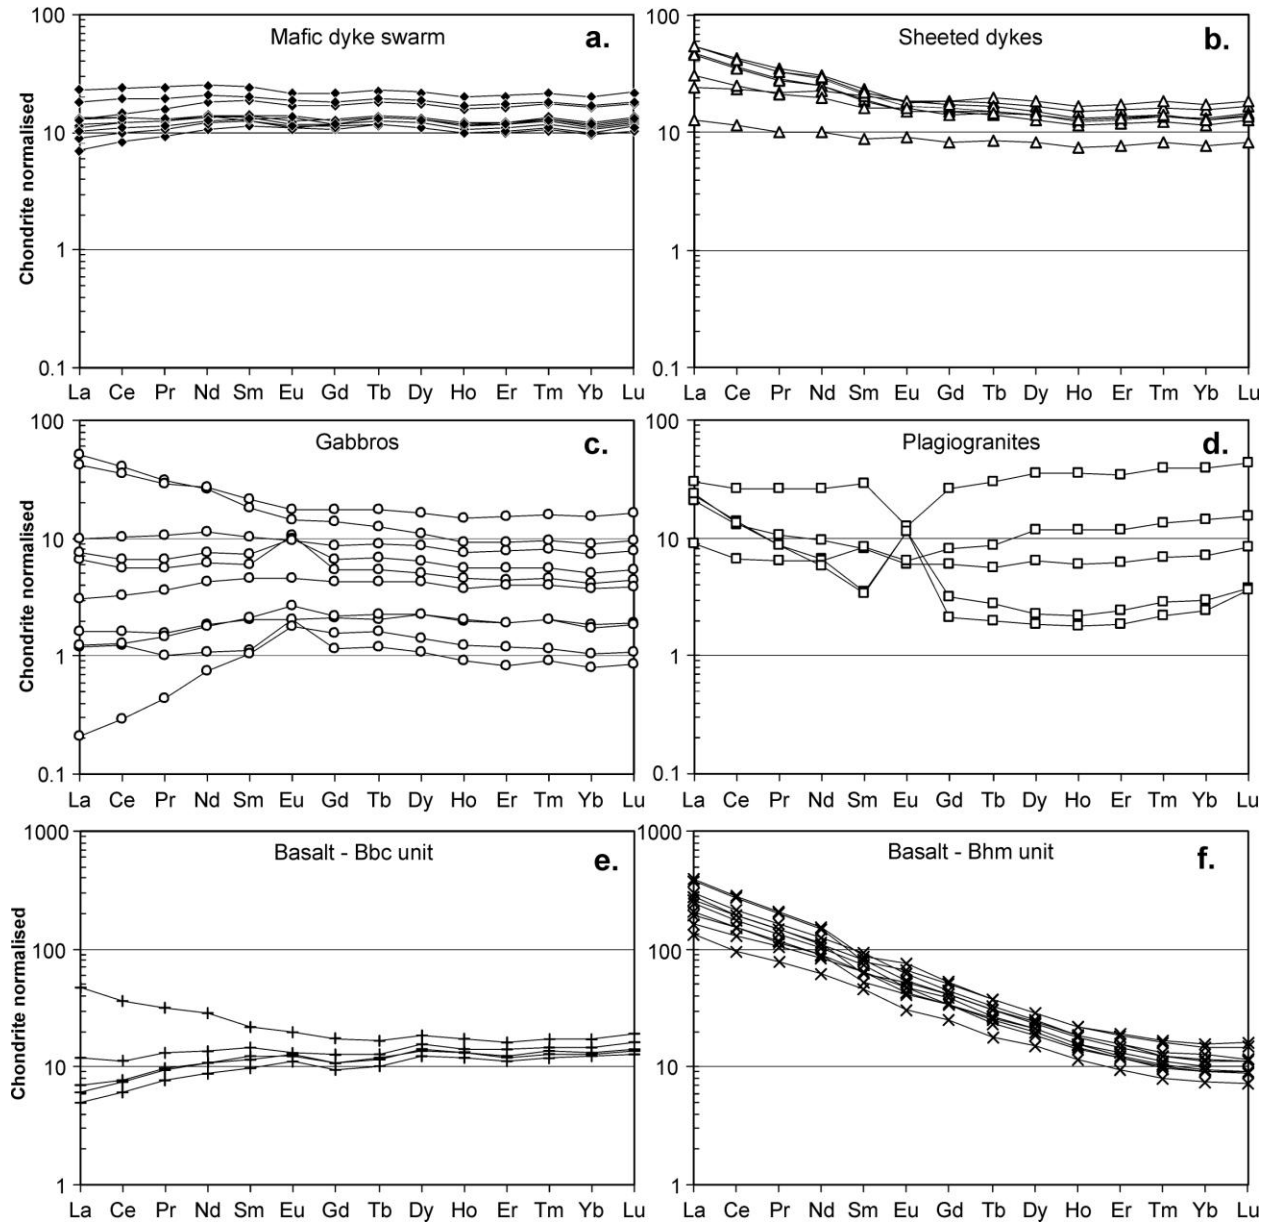 100
Mafic dyke swarm
a.
10
1
0.1
Chondrite normalised
La Ce Pr Nd Sm Eu Gd Tb Dy Ho Er Tm Yb Lu
100
Sheeted dykes
b.
10
1
0.1
La Ce Pr Nd Sm Eu Gd Tb Dy Ho Er Tm Yb Lu
100
Gabbros
c.
10
1
0.1
Chondrite normalised
La Ce Pr Nd Sm Eu Gd Tb Dy Ho Er Tm Yb Lu
100
Plagiogranites
d.
10
1
0.1
La Ce Pr Nd Sm Eu Gd Tb Dy Ho Er Tm Yb Lu
1000
Basalt - Bbc unit
e.
100
10
1
Chondrite normalised
La Ce Pr Nd Sm Eu Gd Tb Dy Ho Er Tm Yb Lu
1000
Basalt - Bhm unit
f.
100
10
1
La Ce Pr Nd Sm Eu Gd Tb Dy Ho Er Tm Yb Lu